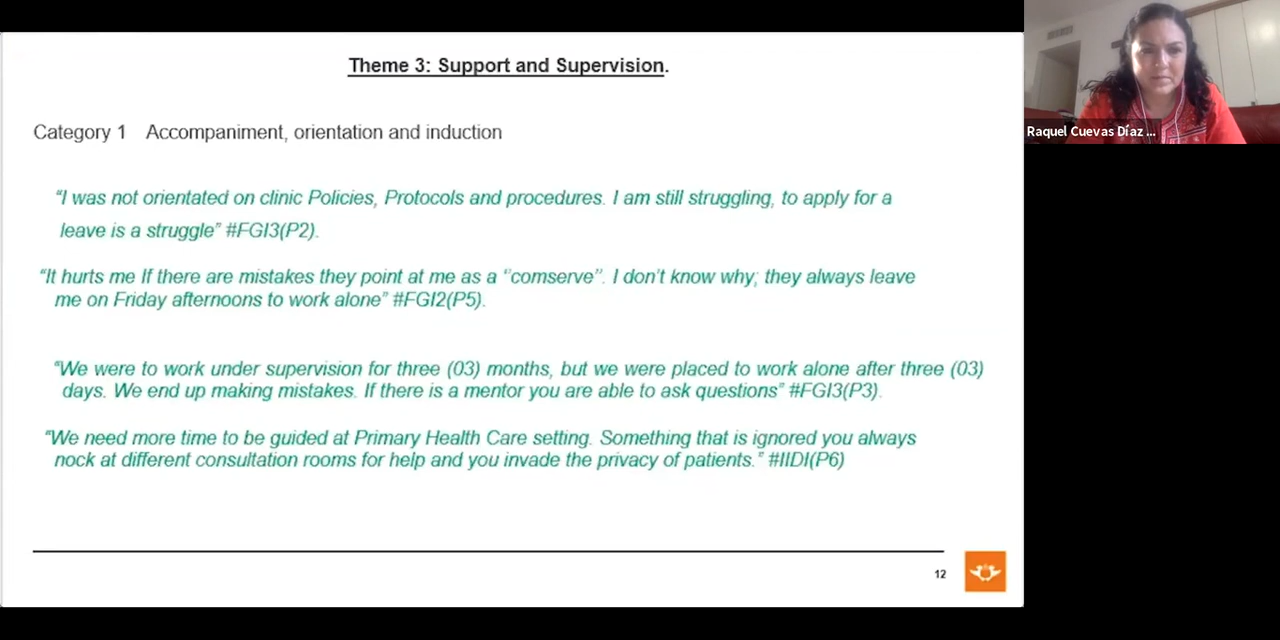 Theme 3: Support and Supervision.
Category 1 Accompaniment, orientation and induction
“I was not orientated on clinic Policies, Protocols and procedures. I am still struggling, to apply for a
leave is a struggle” #FGI3(P2).
“It hurts me If there are mistakes they point at me as a ‘‘comserve’’. I don’t know why; they always leave
me on Friday afternoons to work alone” #FGI2(P5).
“We were to work under supervision for three (03) months, but we were placed to work alone after three (03)
days. We end up making mistakes. If there is a mentor you are able to ask questions” #FGI3(P3).
“We need more time to be guided at Primary Health Care setting. Something that is ignored you always
nock at different consultation rooms for help and you invade the privacy of patients.” #IIDI(P6)
12
Raquel Cuevas Díaz ...